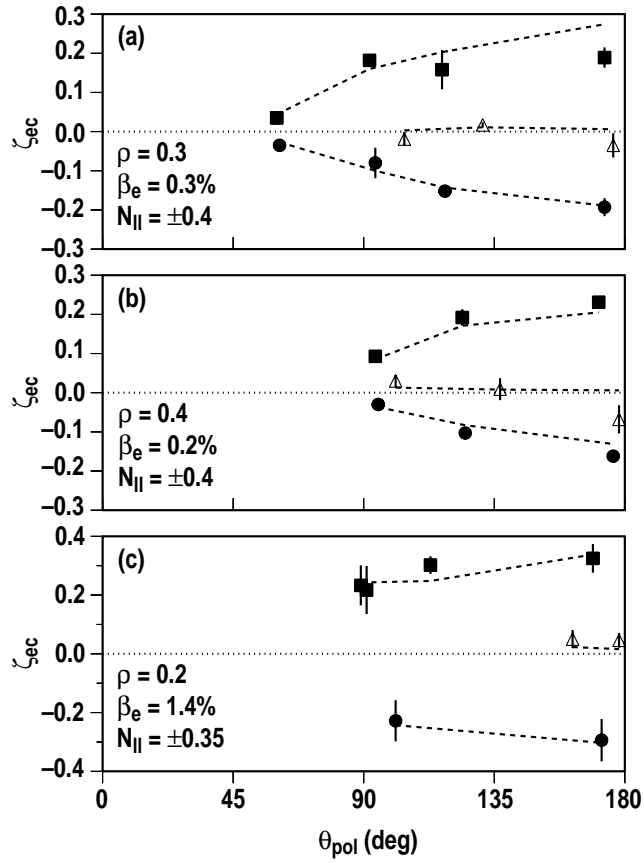 (a)
0.3
0.2
0.1
0.0
–0.1
–0.2
–0.3
ζec
ρ = 0.3
βe = 0.3%
NII = ±0.4
(b)
0.3
0.2
0.1
0.0
–0.1
–0.2
–0.3
ζec
ρ = 0.4
βe = 0.2%
NII = ±0.4
(c)
0.4
0.2
0.0
–0.2
–0.4
ζec
ρ = 0.2
βe = 1.4%
NII = ±0.35
0 45 90 135 180
θpol (deg)